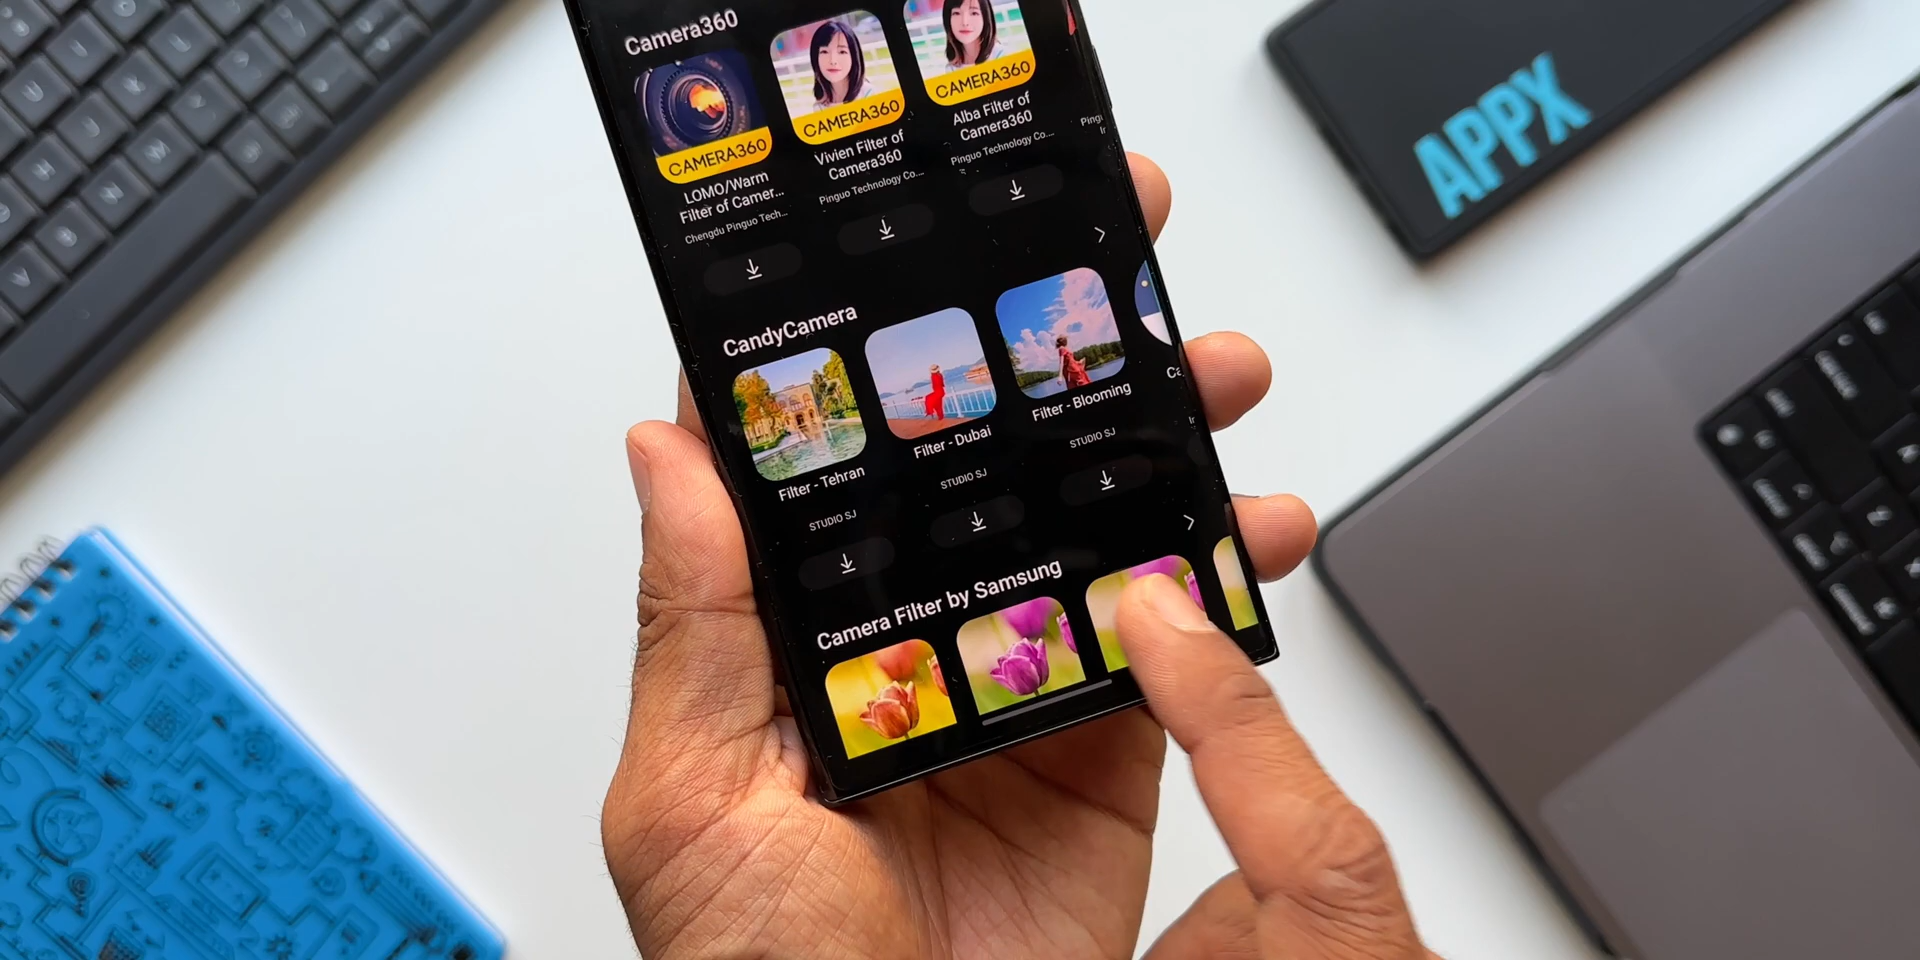 Camera360
CAMERA360
LOMO/Warm
Filter of Camer...
Chengdu Pinguo Tech...
CAMERA360
Vivien Filter of
Camera360
Pinguo Technology Co....
CAMERA360
Alba Filter of
Camera360
Pinguo Technology Co....
Pingu
CandyCamera
Filter - Tehran
STUDIO SJ
Filter - Dubai
STUDIO SJ
Filter - Blooming
STUDIO SJ
Ca
Camera Filter by Samsung
APPX